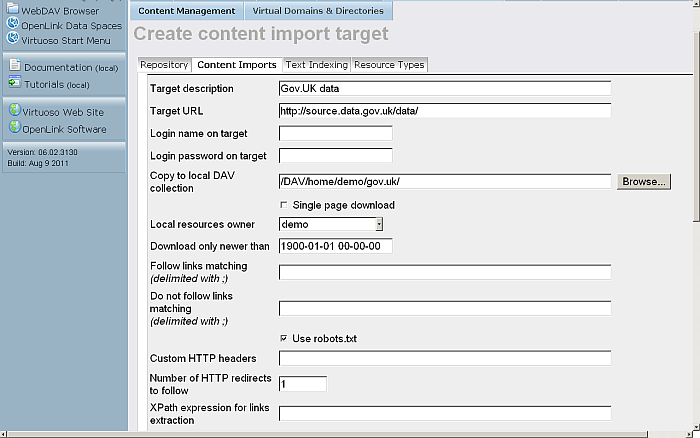 WebDAV Browser
OpenLink Data Spaces
Virtuoso Start Menu
Documentation (local)
Tutorials (local)
Virtuoso Web Site
OpenLink Software
Version: 06.02.3130
Build: Aug 9 2011
Content Management
Virtual Domains & Directories
Create content import target
Repository
Content Imports
Text Indexing
Resource Types
Target description
Gov.UK data
Target URL
http://source.data.gov.uk/data/
Login name on target
Login password on target
Copy to local DAV
collection
/DAV/home/demo/gov.uk/
Browse...
Single page download
Local resources owner
demo
Download only newer than
1900-01-01 00-00-00
Follow links matching
(delimited with ;)
Do not follow links
matching
(delimited with ;)
Use robots.txt
Custom HTTP headers
Number of HTTP redirects
to follow
1
XPath expression for links
extraction